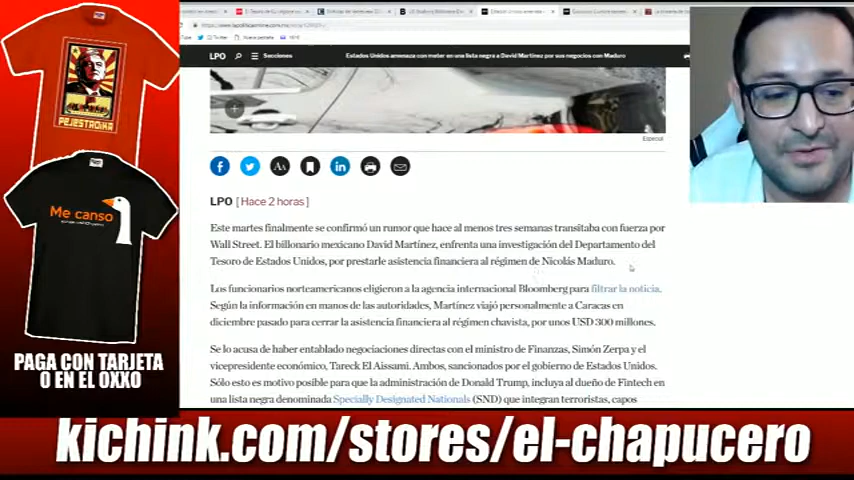 LPO
Secciones
Estados Unidos amenaza con meter en una lista negra a David Martínez por sus negocios con Maduro
Especial
LPO [ Hace 2 horas ]
Este martes finalmente se confirmó un rumor que hace al menos tres semanas transitaba con fuerza por
Wall Street. El billonario mexicano David Martínez, enfrenta una investigación del Departamento del
Tesoro de Estados Unidos, por prestarle asistencia financiera al régimen de Nicolás Maduro.
Los funcionarios norteamericanos eligieron a la agencia internacional Bloomberg para filtrar la noticia.
Según la información en manos de las autoridades, Martínez viajó personalmente a Caracas en
diciembre pasado para cerrar la asistencia financiera al régimen chavista, por unos USD 300 millones.
Se lo acusa de haber entablado negociaciones directas con el ministro de Finanzas, Simón Zerpa y el
vicepresidente económico, Tareck El Aissami. Ambos, sancionados por el gobierno de Estados Unidos.
Sólo esto es motivo posible para que la administración de Donald Trump, incluya al dueño de Fintech en
una lista negra denominada Specially Designated Nationals (SND) que integran terroristas, capos
PEJESTROIKA
Me canso
PAGA CON TARJETA
O EN EL OXXO
kichink.com/stores/el-chapucero